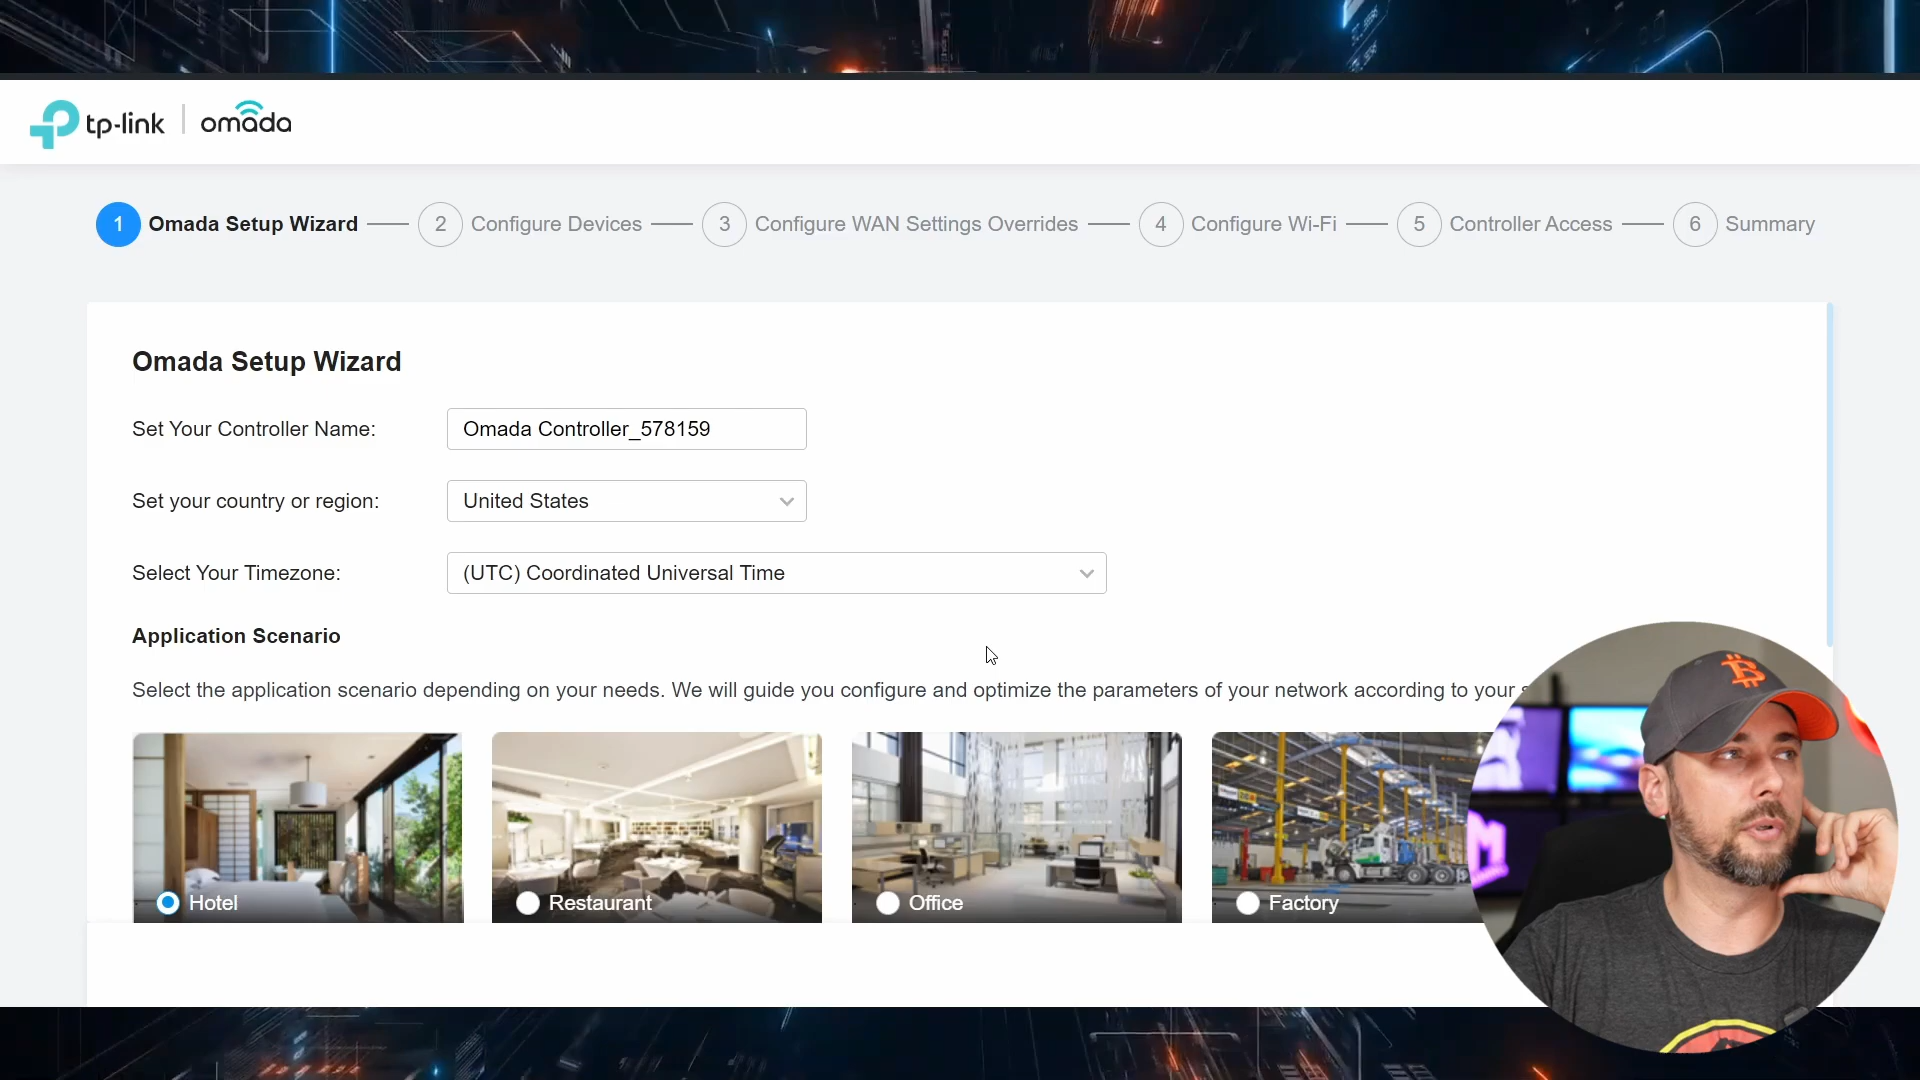 tp-link | omada
1 Omada Setup Wizard 2 Configure Devices 3 Configure WAN Settings Overrides 4 Configure Wi-Fi 5 Controller Access 6 Summary
Omada Setup Wizard
Set Your Controller Name: Omada Controller_578159
Set your country or region: United States
Select Your Timezone: (UTC) Coordinated Universal Time
Application Scenario
Select the application scenario depending on your needs. We will guide you configure and optimize the parameters of your network according to your
Hotel Restaurant Office Factory